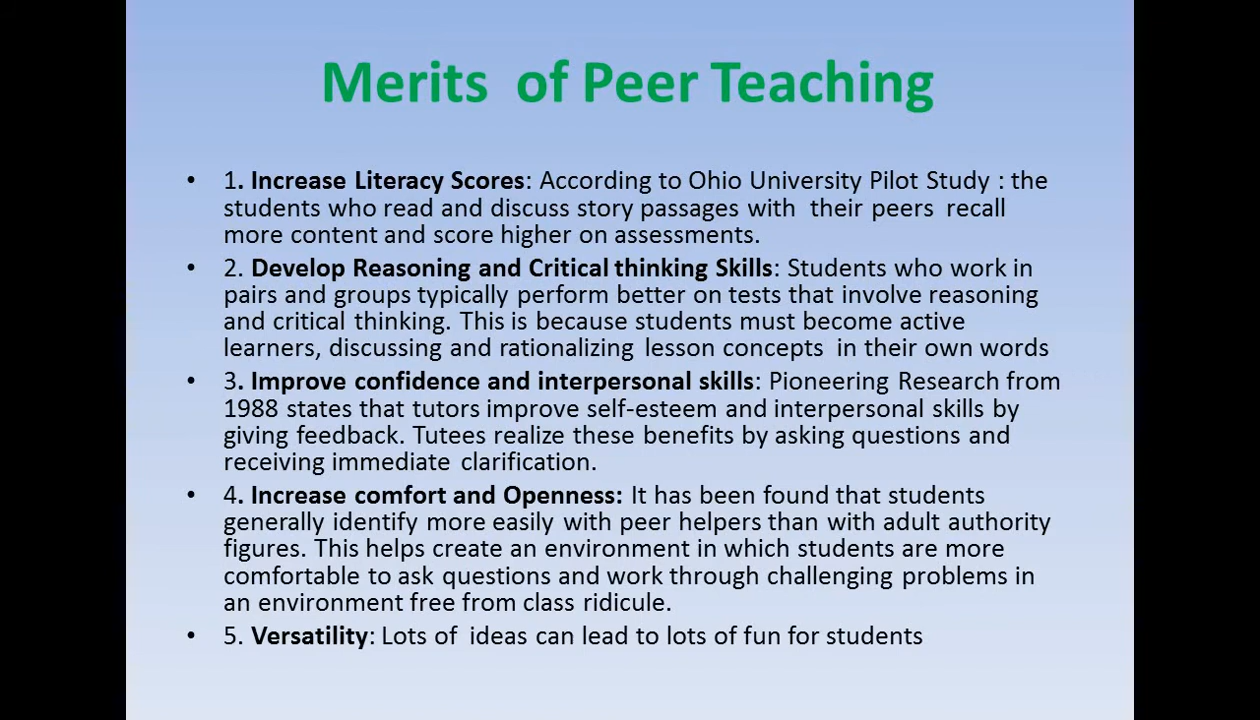 Merits of Peer Teaching
• 1. Increase Literacy Scores: According to Ohio University Pilot Study : the
students who read and discuss story passages with their peers recall
more content and score higher on assessments.
• 2. Develop Reasoning and Critical thinking Skills: Students who work in
pairs and groups typically perform better on tests that involve reasoning
and critical thinking. This is because students must become active
learners, discussing and rationalizing lesson concepts in their own words
• 3. Improve confidence and interpersonal skills: Pioneering Research from
1988 states that tutors improve self-esteem and interpersonal skills by
giving feedback. Tutees realize these benefits by asking questions and
receiving immediate clarification.
• 4. Increase comfort and Openness: It has been found that students
generally identify more easily with peer helpers than with adult authority
figures. This helps create an environment in which students are more
comfortable to ask questions and work through challenging problems in
an environment free from class ridicule.
• 5. Versatility: Lots of ideas can lead to lots of fun for students